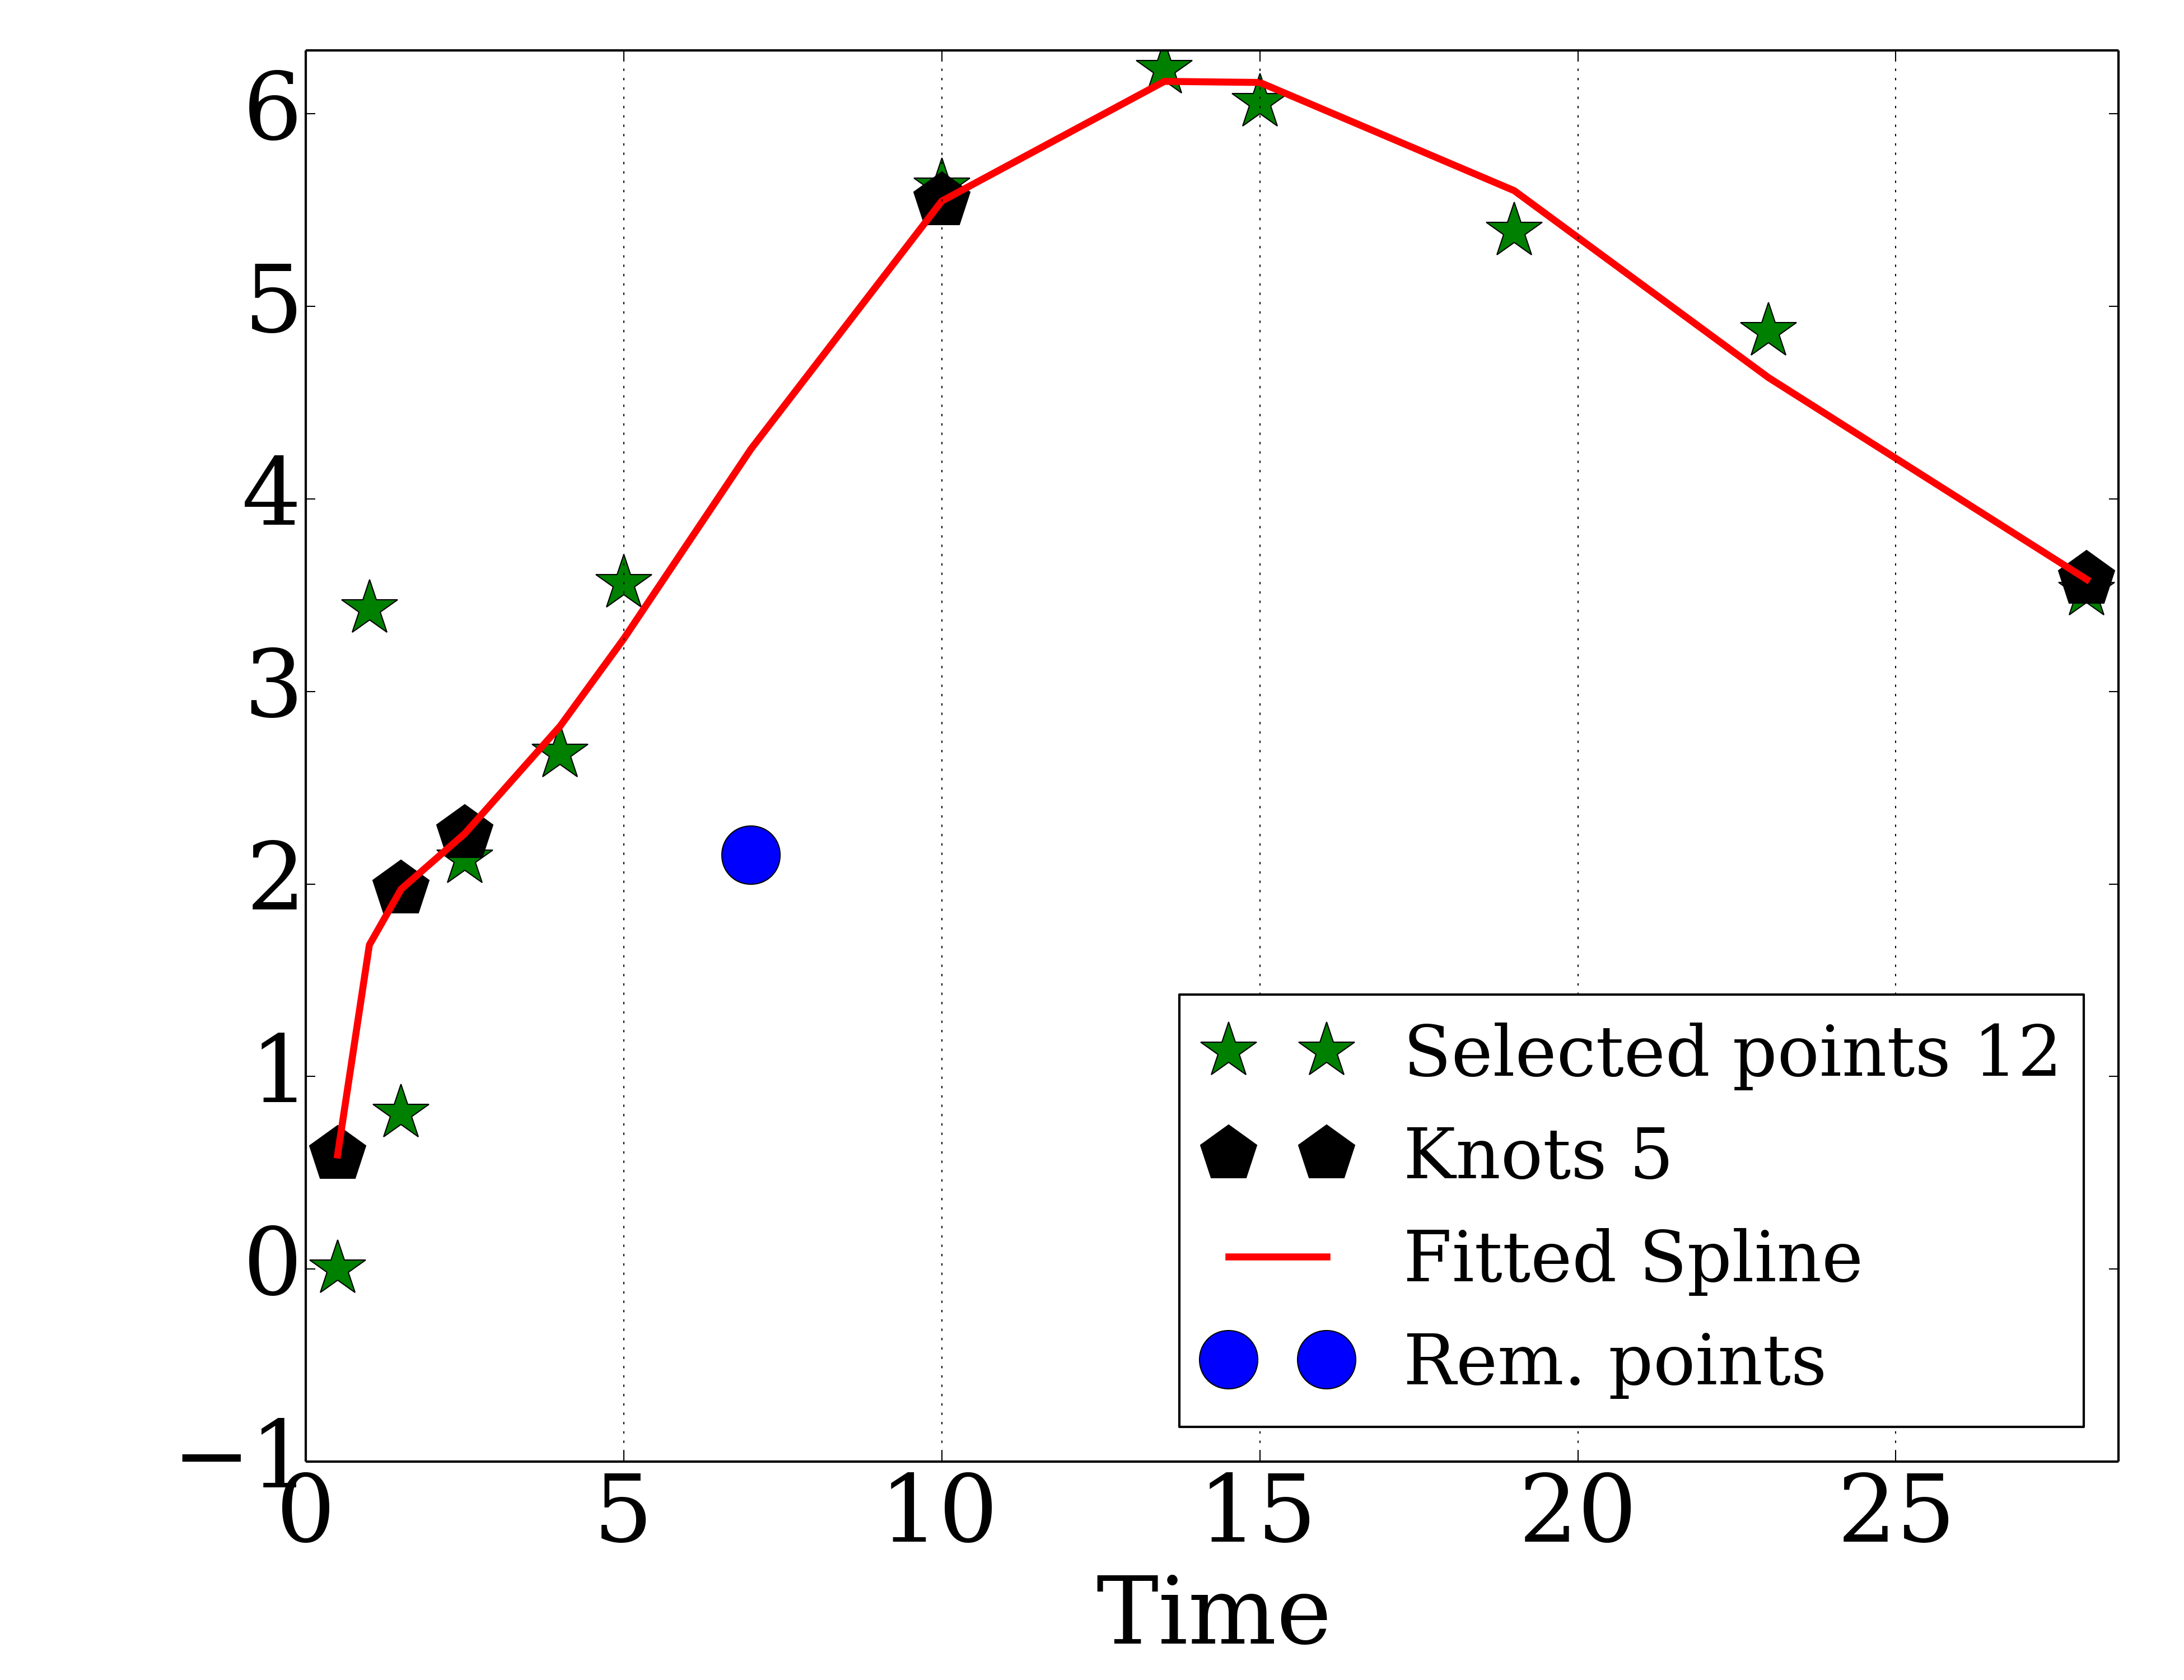 6
5
4
3
2
1
0
−1
0 5 10 15 20 25
Time
Selected points 12
Knots 5
Fitted Spline
Rem. points